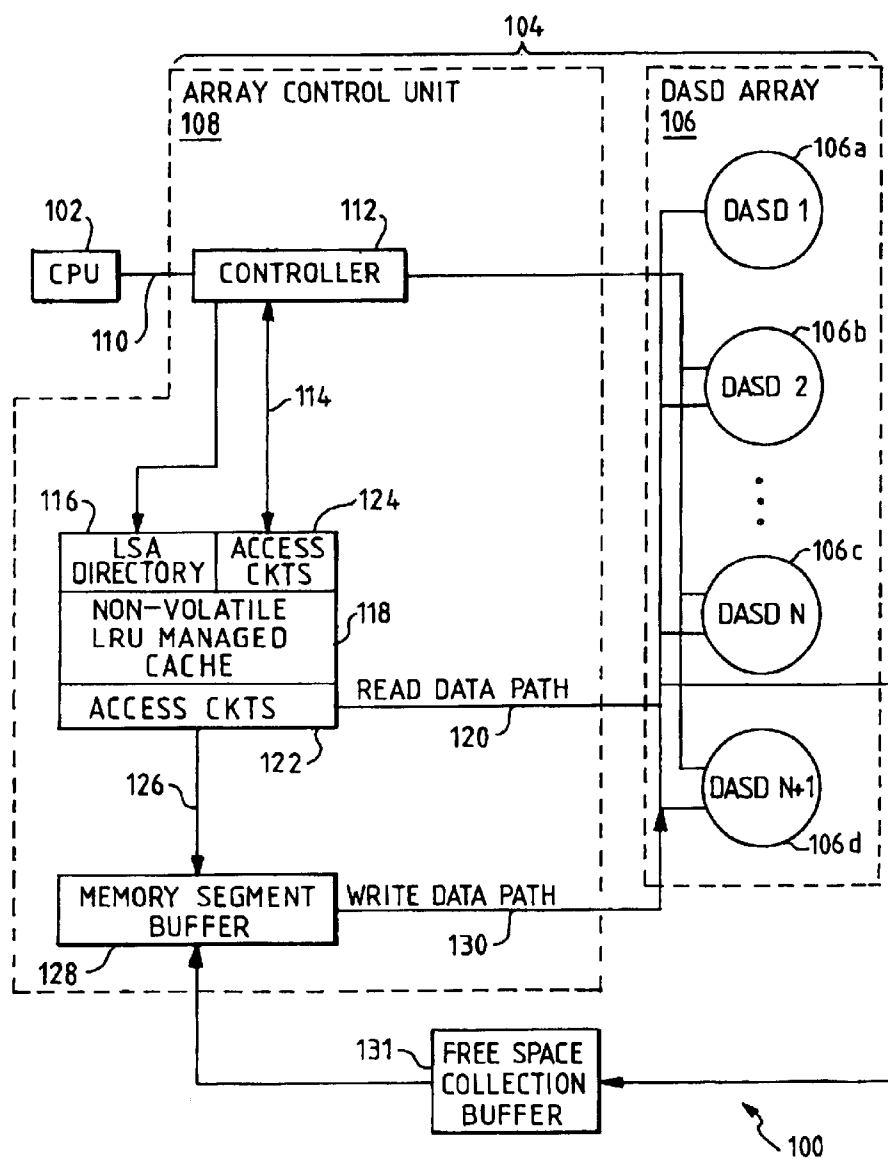 104
ARRAY CONTROL UNIT
108
DASD ARRAY
106
106a
DASD 1
102
CPU
110
112
CONTROLLER
106b
DASD 2
114
116
124
LSA
DIRECTORY
ACCESS
CKTS
NON-VOLATILE
LRU MANAGED
CACHE
118
ACCESS CKTS
122
READ DATA PATH
120
106c
DASD N
126
DASD N+1
106d
MEMORY SEGMENT
BUFFER
128
WRITE DATA PATH
130
131
FREE SPACE
COLLECTION
BUFFER
100